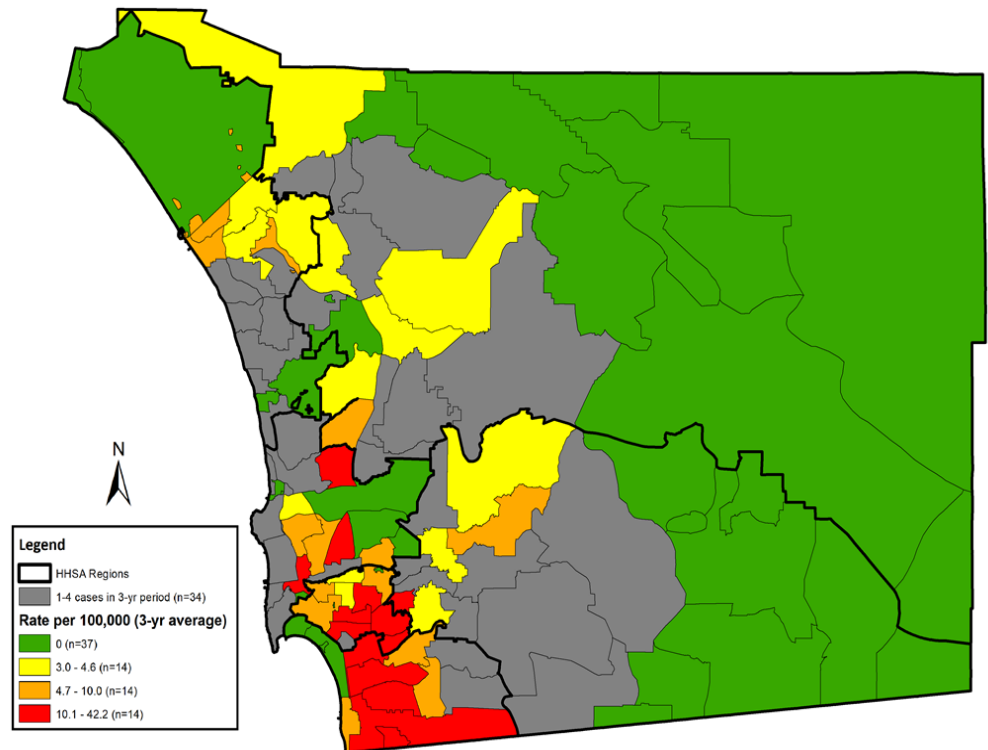 N
Legend
HHSA Regions
1-4 cases in 3-yr period (n=34)
Rate per 100,000 (3-yr average)
0 (n=37)
3.0 - 4.6 (n=14)
4.7 - 10.0 (n=14)
10.1 - 42.2 (n=14)